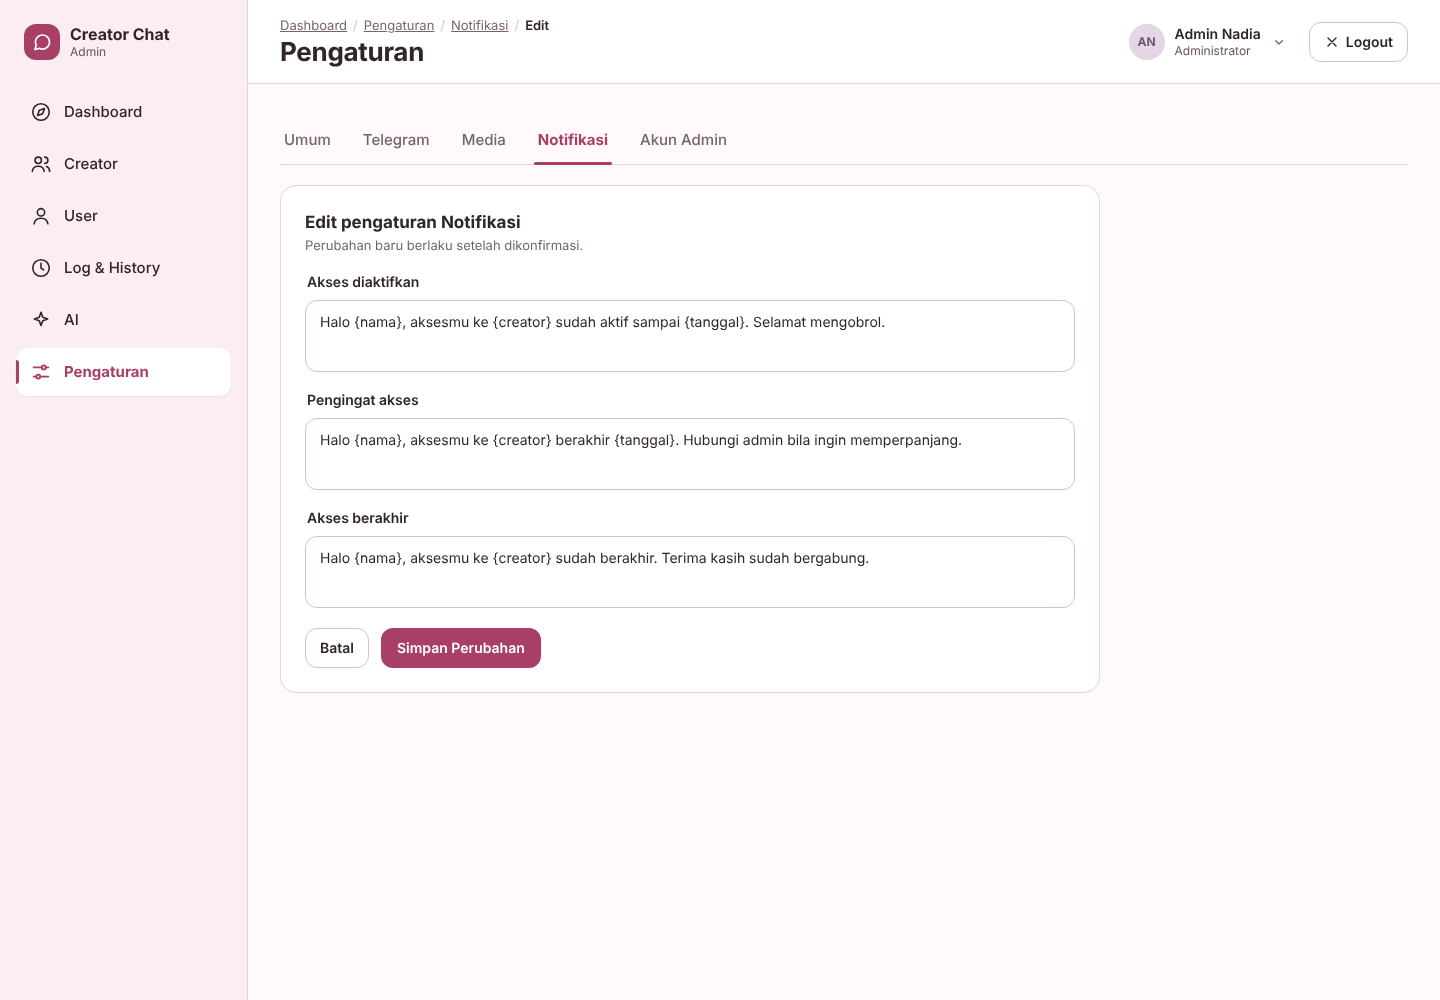 Creator Chat
Admin
Dashboard
Creator
User
Log & History
AI
Pengaturan
Dashboard / Pengaturan / Notifikasi / Edit
Pengaturan
AN
Admin Nadia
Administrator
Logout
Umum
Telegram
Media
Notifikasi
Akun Admin
Edit pengaturan Notifikasi
Perubahan baru berlaku setelah dikonfirmasi.
Akses diaktifkan
Halo {nama}, aksesmu ke {creator} sudah aktif sampai {tanggal}. Selamat mengobrol.
Pengingat akses
Halo {nama}, aksesmu ke {creator} berakhir {tanggal}. Hubungi admin bila ingin memperpanjang.
Akses berakhir
Halo {nama}, aksesmu ke {creator} sudah berakhir. Terima kasih sudah bergabung.
Batal
Simpan Perubahan